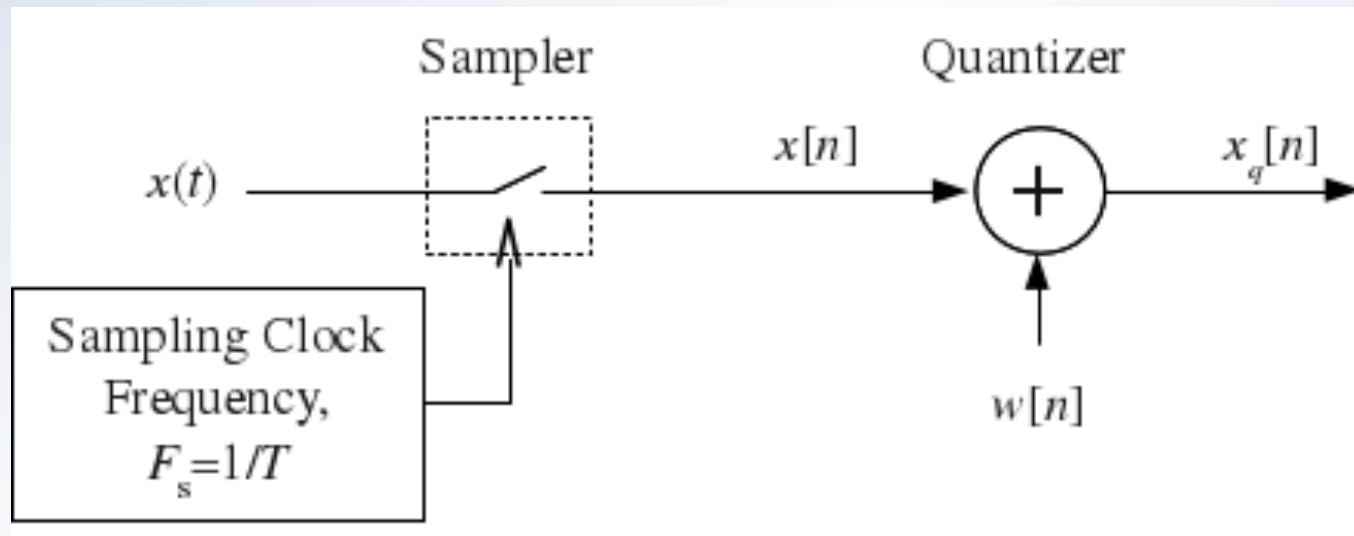 Sampler
Quantizer
x(t)
x[n]
x_q[n]
Sampling Clock
Frequency,
F_s=1/T
w[n]
+